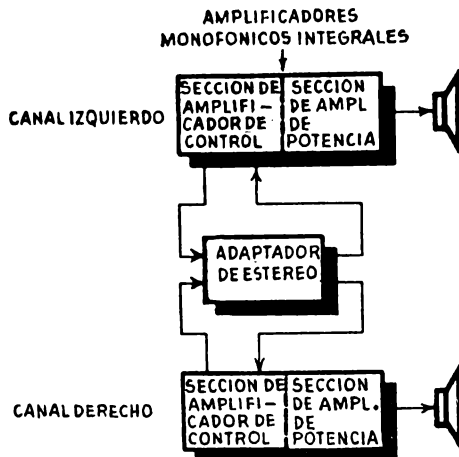 AMPLIFICADORES
MONOFONICOS INTEGRALES
CANAL IZQUIERDO
SECCION DE
AMPLIFI-
CADOR DE
CONTROL
SECCION
DE AMPL
DE
POTENCIA
ADAPTADOR
DE ESTEREO
CANAL DERECHO
SECCION DE
AMPLIFI-
CADOR DE
CONTROL
SECCION
DE AMPL.
DE
POTENCIA